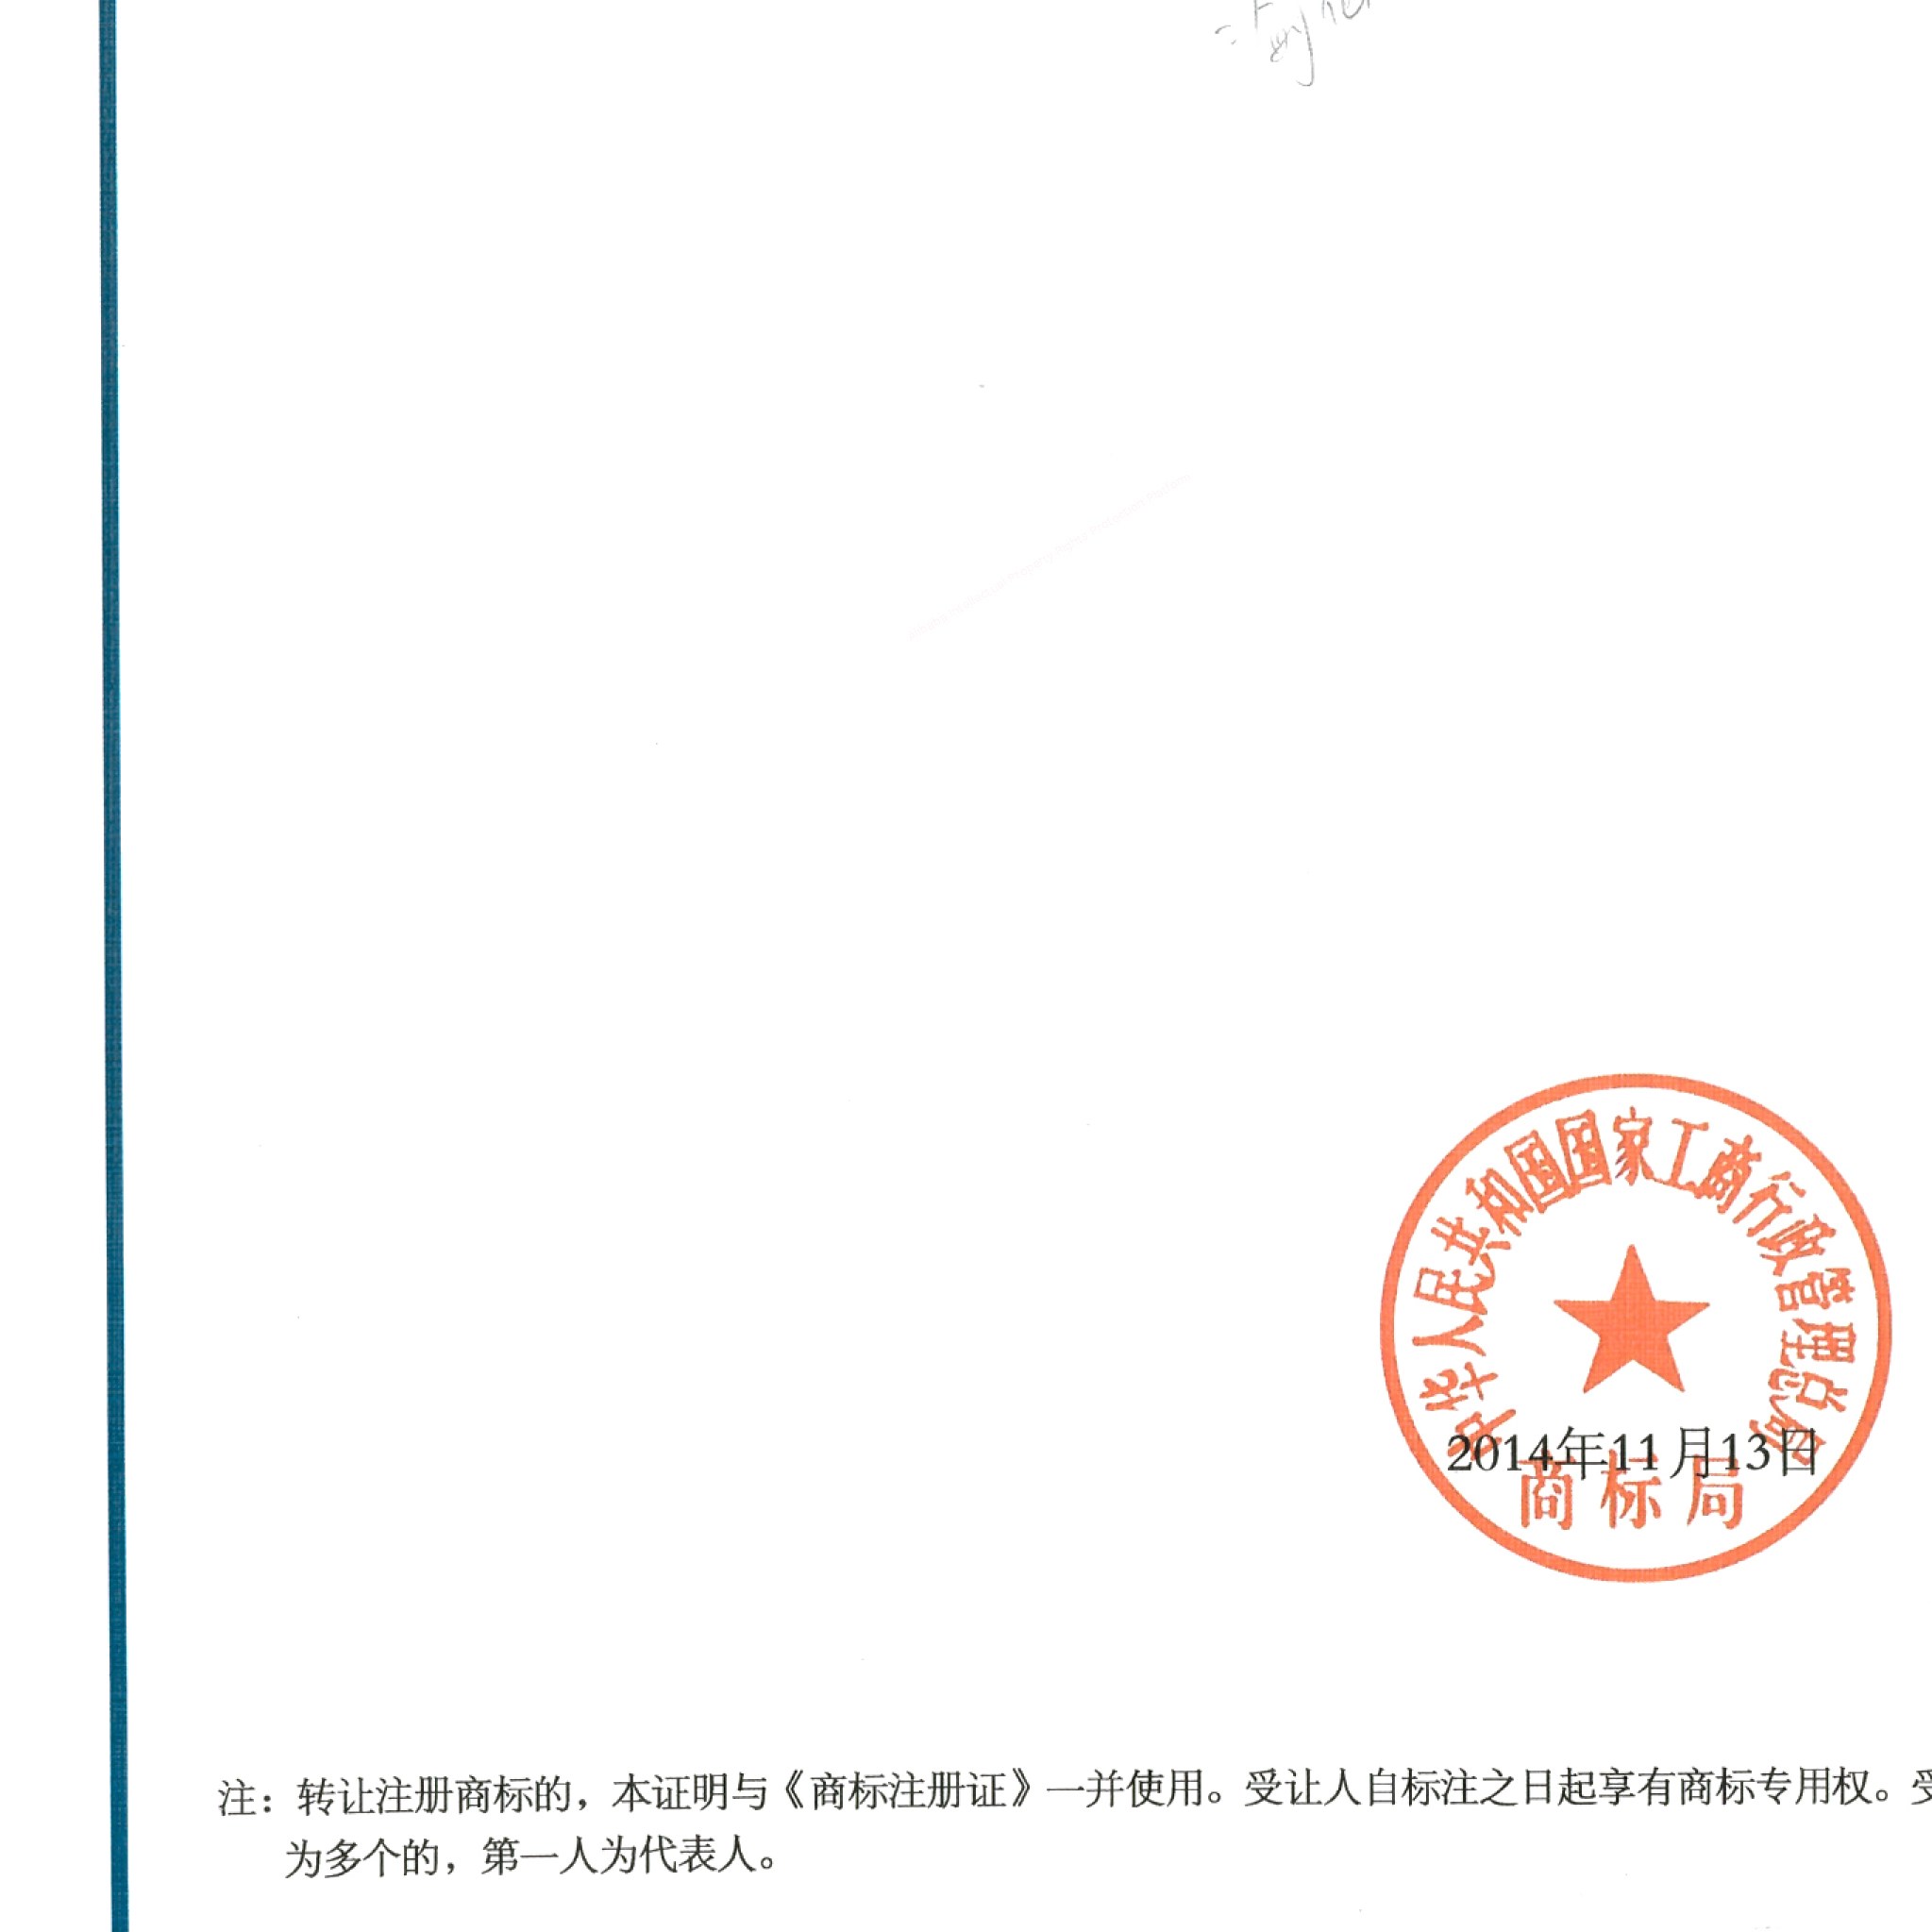 中华人民共和国国家工商行政管理总局
2014年11月13日
商标局
注：转让注册商标的，本证明与《商标注册证》一并使用。受让人自标注之日起享有商标专用权。受
为多个的，第一人为代表人。